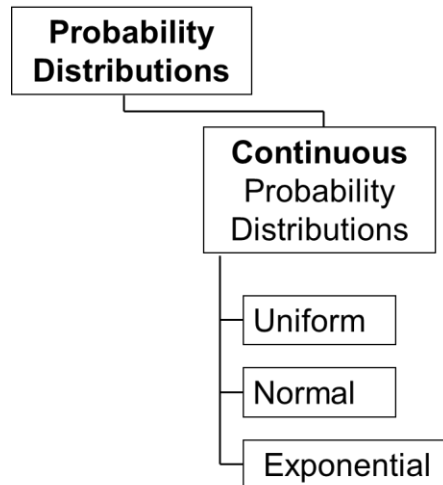 Probability
Distributions
Continuous
Probability
Distributions
Uniform
Normal
Exponential